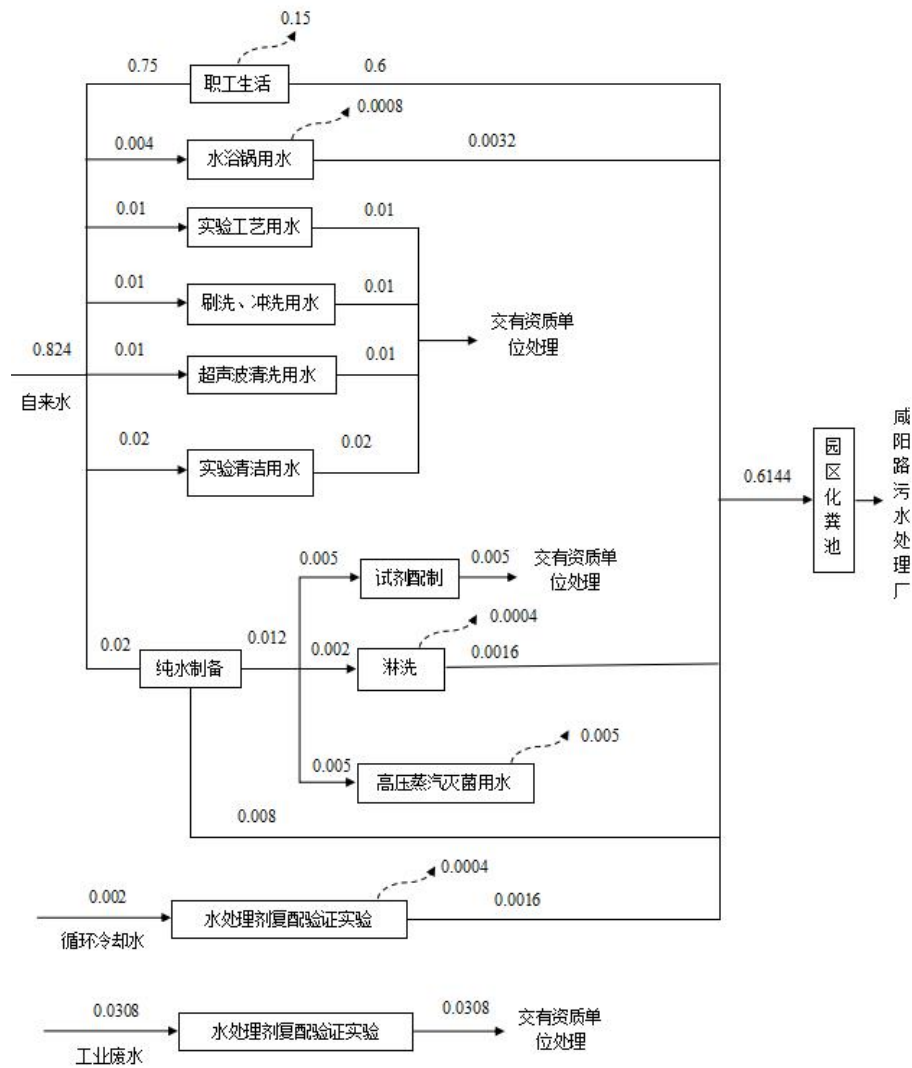 0.15
0.75
职工生活
0.6
0.0008
0.004
水浴锅用水
0.0032
0.01
实验工艺用水
0.01
0.01
刷洗、冲洗用水
0.01
交有资质单
位处理
0.824
自来水
0.01
超声波清洗用水
0.01
0.02
实验清洁用水
0.02
0.6144
园
区
化
粪
池
咸
阳
路
污
水
处
理
厂
0.005
试剂配制
0.005
交有资质单
位处理
0.02
纯水制备
0.012
0.002
淋洗
0.0004
0.0016
0.005
高压蒸汽灭菌用水
0.005
0.008
0.002
循环冷却水
水处理剂复配验证实验
0.0004
0.0016
0.0308
工业废水
水处理剂复配验证实验
0.0308
交有资质单
位处理